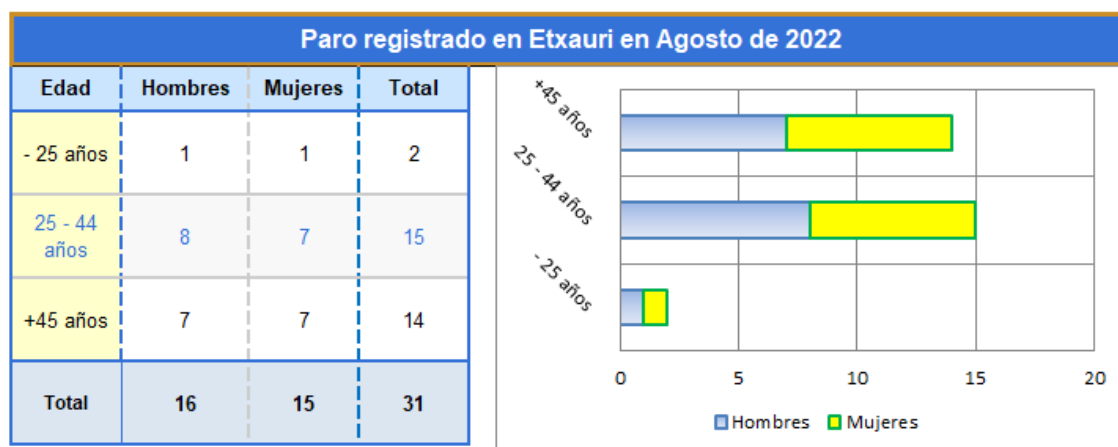 Paro registrado en Etxauri en Agosto de 2022
Edad Hombres Mujeres Total
- 25 años 1 1 2
25 - 44
años 8 7 15
+45 años 7 7 14
Total 16 15 31
+45 años
25 - 44 años
- 25 años
0 5 10 15 20
Hombres Mujeres